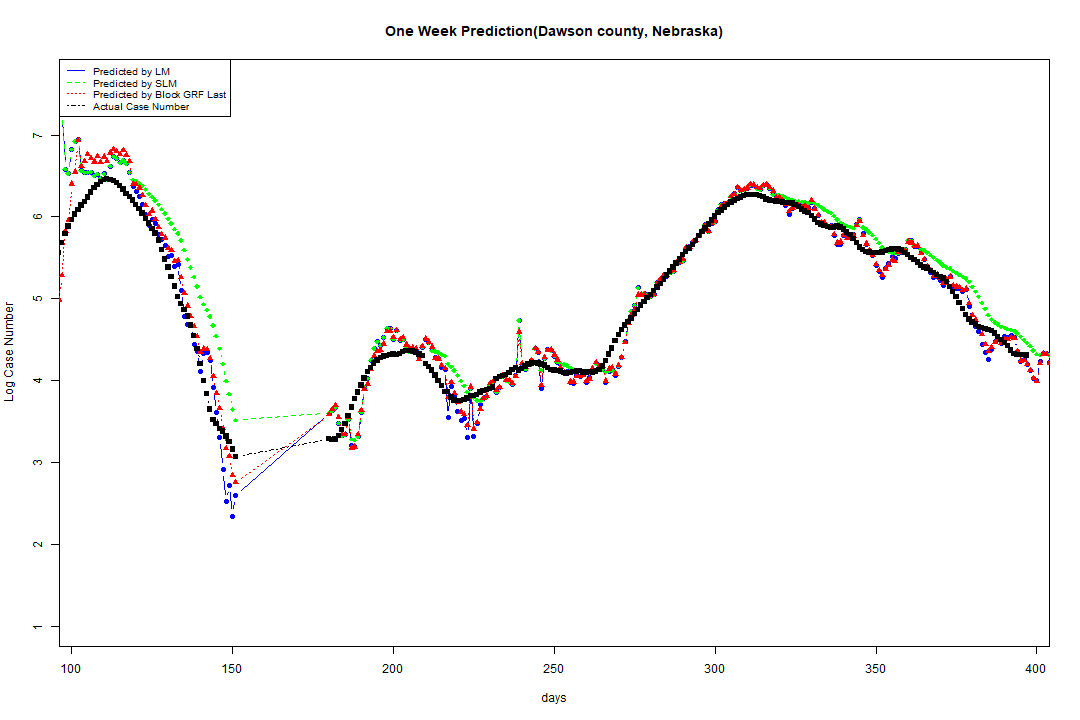 One Week Prediction(Dawson county, Nebraska)
Predicted by LM
Predicted by SLM
Predicted by Block GRF Last
Actual Case Number
7
6
5
4
3
2
1
Log Case Number
100 150 200 250 300 350 400
days